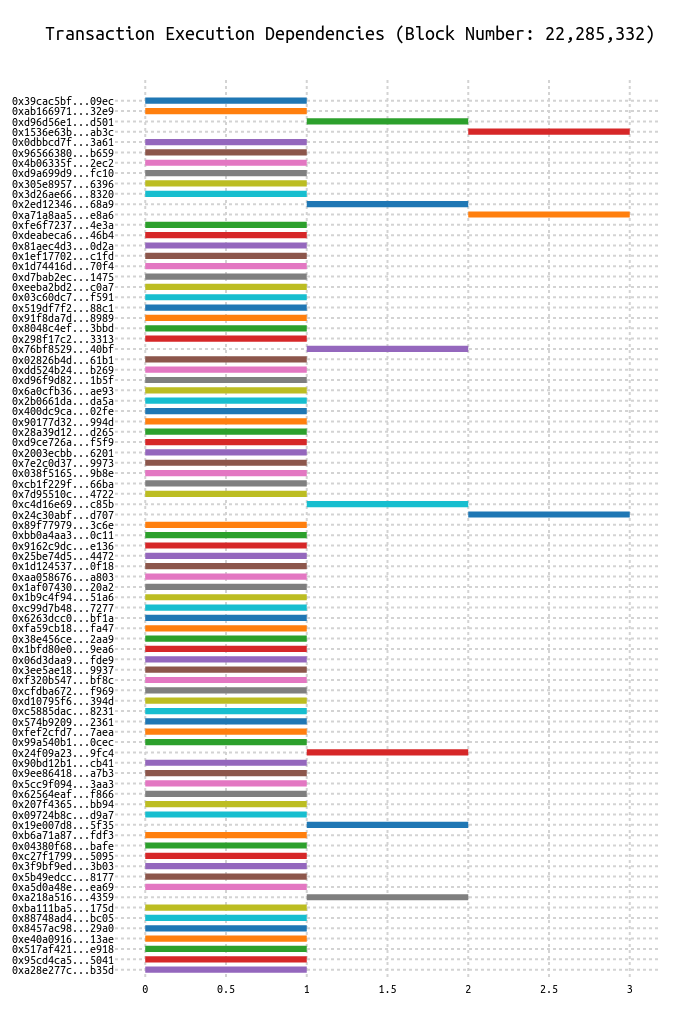 Transaction Execution Dependencies (Block Number: 22,285,332)
0x39cac5bf...09ec
0xab166971...32e9
0xd96d56e1...d501
0x1536e63b...ab3c
0x0dbbcd7f...3a61
0x96566380...b659
0x4b06335f...2ec2
0xd9a699d9...fc10
0x305e8957...6396
0x3d26ae66...8320
0x2ed12346...68a9
0xa71a8aa5...e8a6
0xfe6f7237...4e3a
0xdeabeca6...46b4
0x81aec4d3...0d2a
0x1ef17702...c1fd
0x1d74416d...70f4
0xd7bab2ec...1475
0xeeba2bd2...c0a7
0x03c60dc7...f591
0x519df7f2...88c1
0x91f8da7d...8989
0x8048c4ef...3bbd
0x298f17c2...3313
0x76bf8529...40bf
0x02826b4d...61b1
0xdd524b24...b269
0xd96f9d82...1b5f
0x6a0cfb36...ae93
0x2b0661da...da5a
0x400dc9ca...02fe
0x90177d32...994d
0x28a39d12...d265
0xd9ce726a...f5f9
0x2003ecbb...6201
0x7e2c0d37...9973
0x038f5165...9b8e
0xcb1f229f...66ba
0x7d95510c...4722
0xc4d16e69...c85b
0x24c30abf...d707
0x89f77979...3c6e
0xbb0a4aa3...0c11
0x9162c9dc...e136
0x25be74d5...4472
0x1d124537...0f18
0xaa058676...a803
0x1af07430...20a2
0x1b9c4f94...51a6
0xc99d7b48...7277
0x6263dcc0...bf1a
0xfa59cb18...fa47
0x38e456ce...2aa9
0x1bfd80e0...9ea6
0x06d3daa9...fde9
0x3ee5ae18...9937
0xf320b547...bf8c
0xcfdba672...f969
0xd10795f6...394d
0xc5885dac...8231
0x574b9209...2361
0xfef2cfd7...7aea
0x99a540b1...0cec
0x24f09a23...9fc4
0x90bd12b1...cb41
0x9ee86418...a7b3
0x5cc9f094...3aa3
0x62564eaf...f866
0x207f4365...bb94
0x09724b8c...d9a7
0x19e007d8...5f35
0xb6a71a87...fdf3
0x04380f68...bafe
0xc27f1799...5095
0x3f9bf9ed...3b03
0x5b49edcc...8177
0xa5d0a48e...ea69
0xa218a516...4359
0xba111ba5...175d
0x88748ad4...bc05
0x8457ac98...29a0
0xe40a0916...13ae
0x517af421...e918
0x95cd4ca5...5041
0xa28e277c...b35d
0 0.5 1 1.5 2 2.5 3